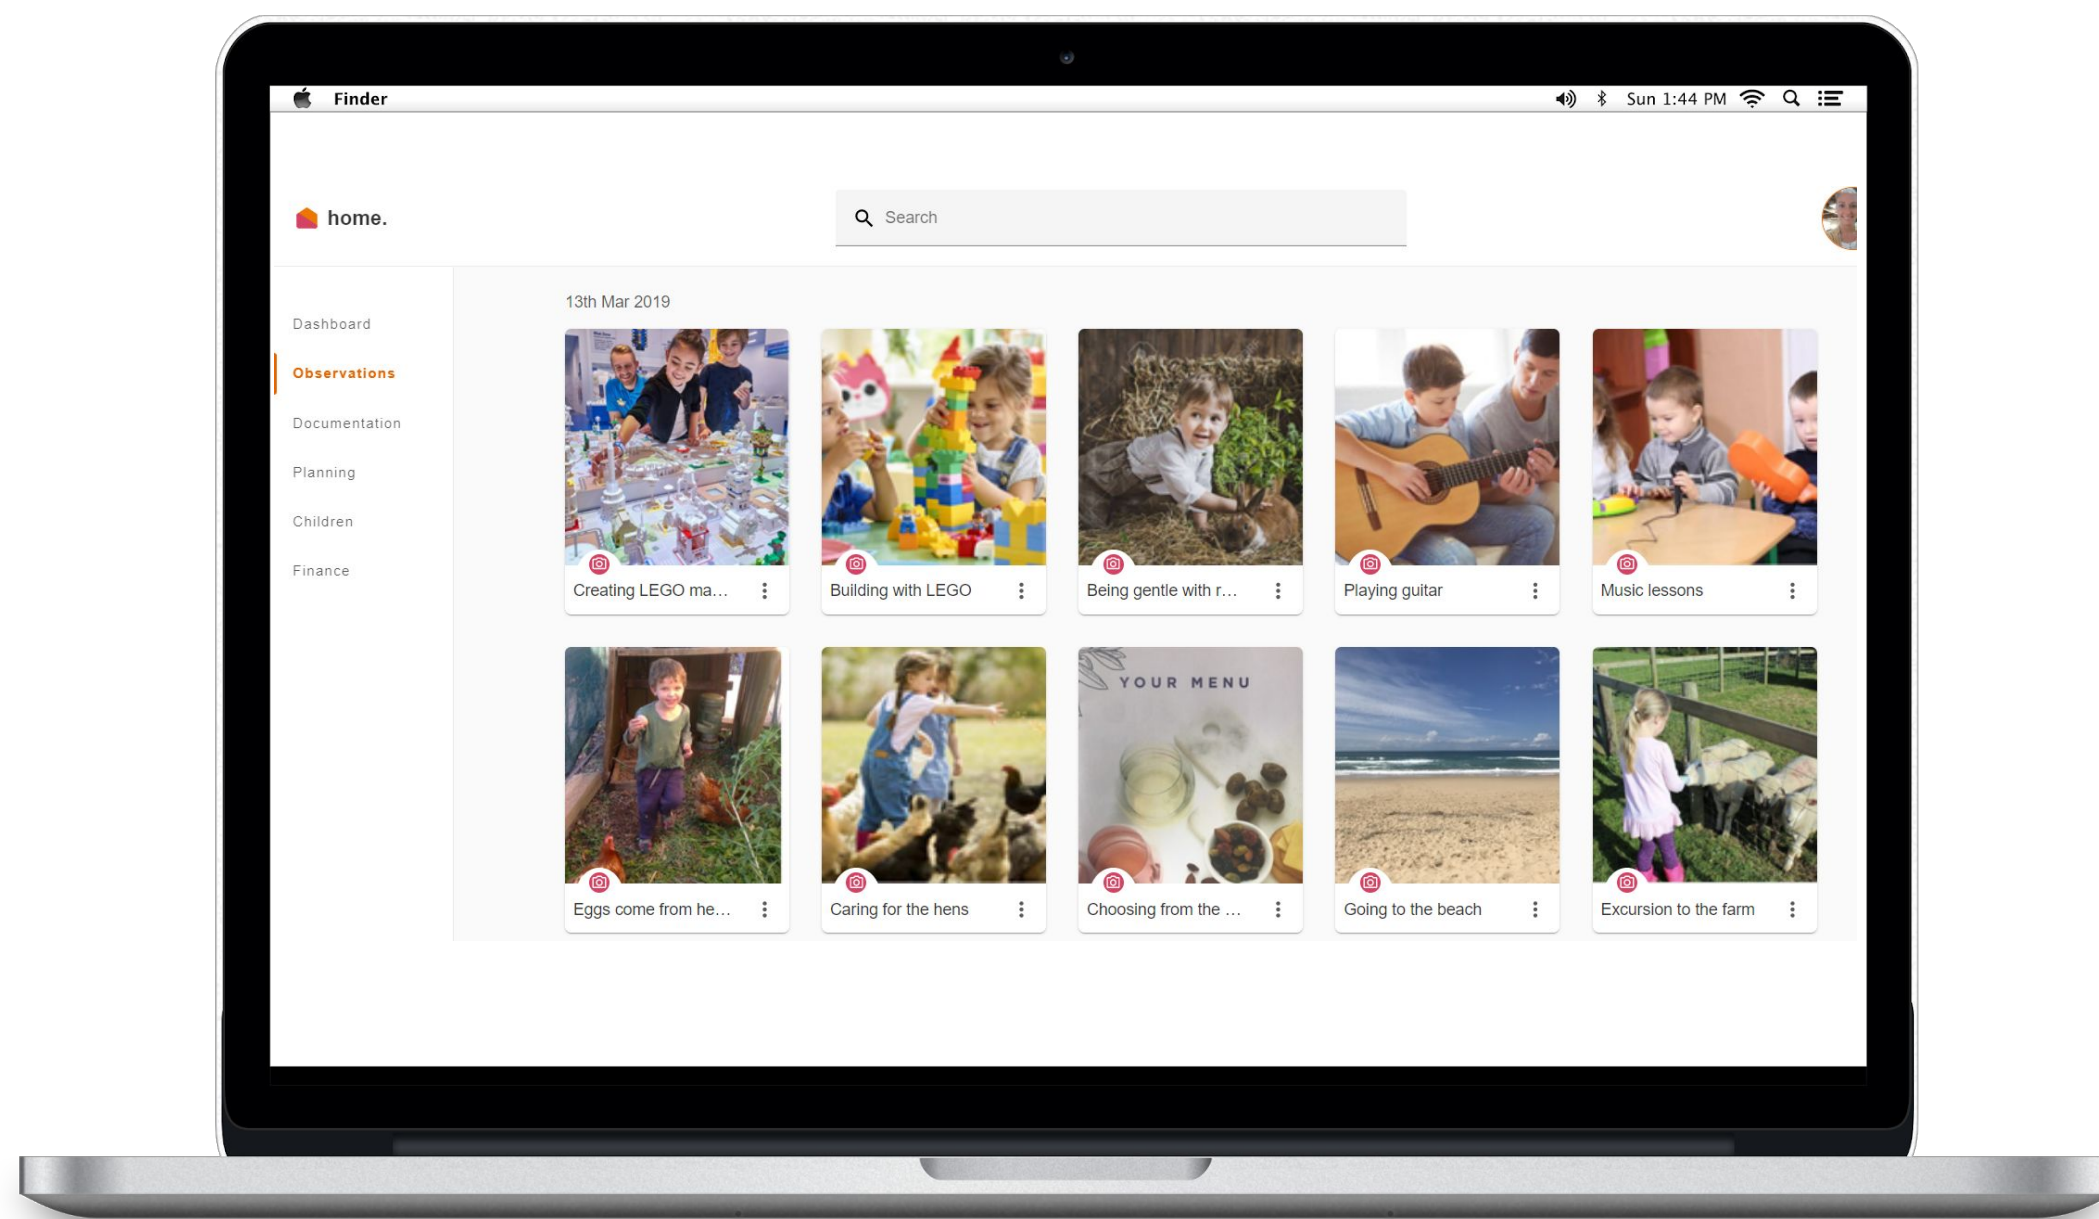 Finder
Sun 1:44 PM
home.
Search
13th Mar 2019
Dashboard
Observations
Documentation
Planning
Children
Finance
Creating LEGO ma...
Building with LEGO
Being gentle with r...
Playing guitar
Music lessons
YOUR MENU
Eggs come from he...
Caring for the hens
Choosing from the ...
Going to the beach
Excursion to the farm